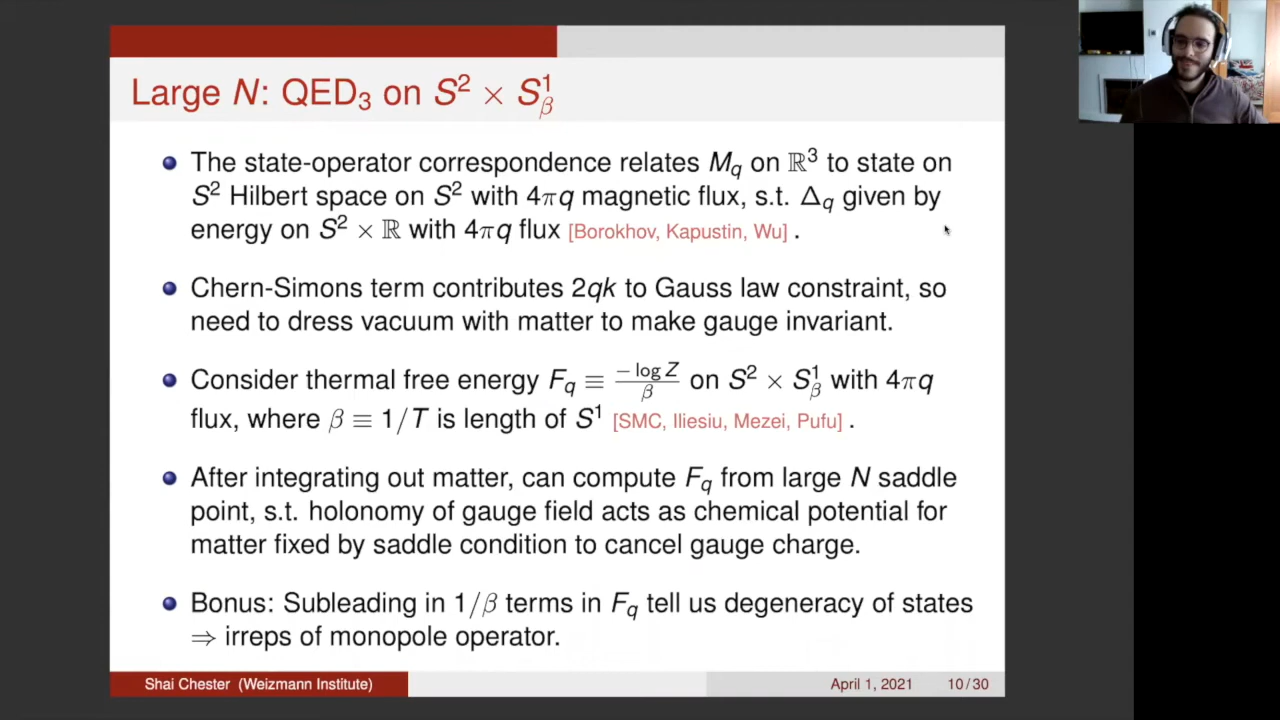 Large N: QED₃ on S² × S¹_β
The state-operator correspondence relates M_q on ℝ³ to state on
S² Hilbert space on S² with 4πq magnetic flux, s.t. Δ_q given by
energy on S² × ℝ with 4πq flux [Borokhov, Kapustin, Wu] .
Chern-Simons term contributes 2qk to Gauss law constraint, so
need to dress vacuum with matter to make gauge invariant.
Consider thermal free energy F_q ≡ −log Z / β on S² × S¹_β with 4πq
flux, where β ≡ 1/T is length of S¹ [SMC, Iliesiu, Mezei, Pufu] .
After integrating out matter, can compute F_q from large N saddle
point, s.t. holonomy of gauge field acts as chemical potential for
matter fixed by saddle condition to cancel gauge charge.
Bonus: Subleading in 1/β terms in F_q tell us degeneracy of states
⇒ irreps of monopole operator.
Shai Chester (Weizmann Institute) April 1, 2021 10 / 30